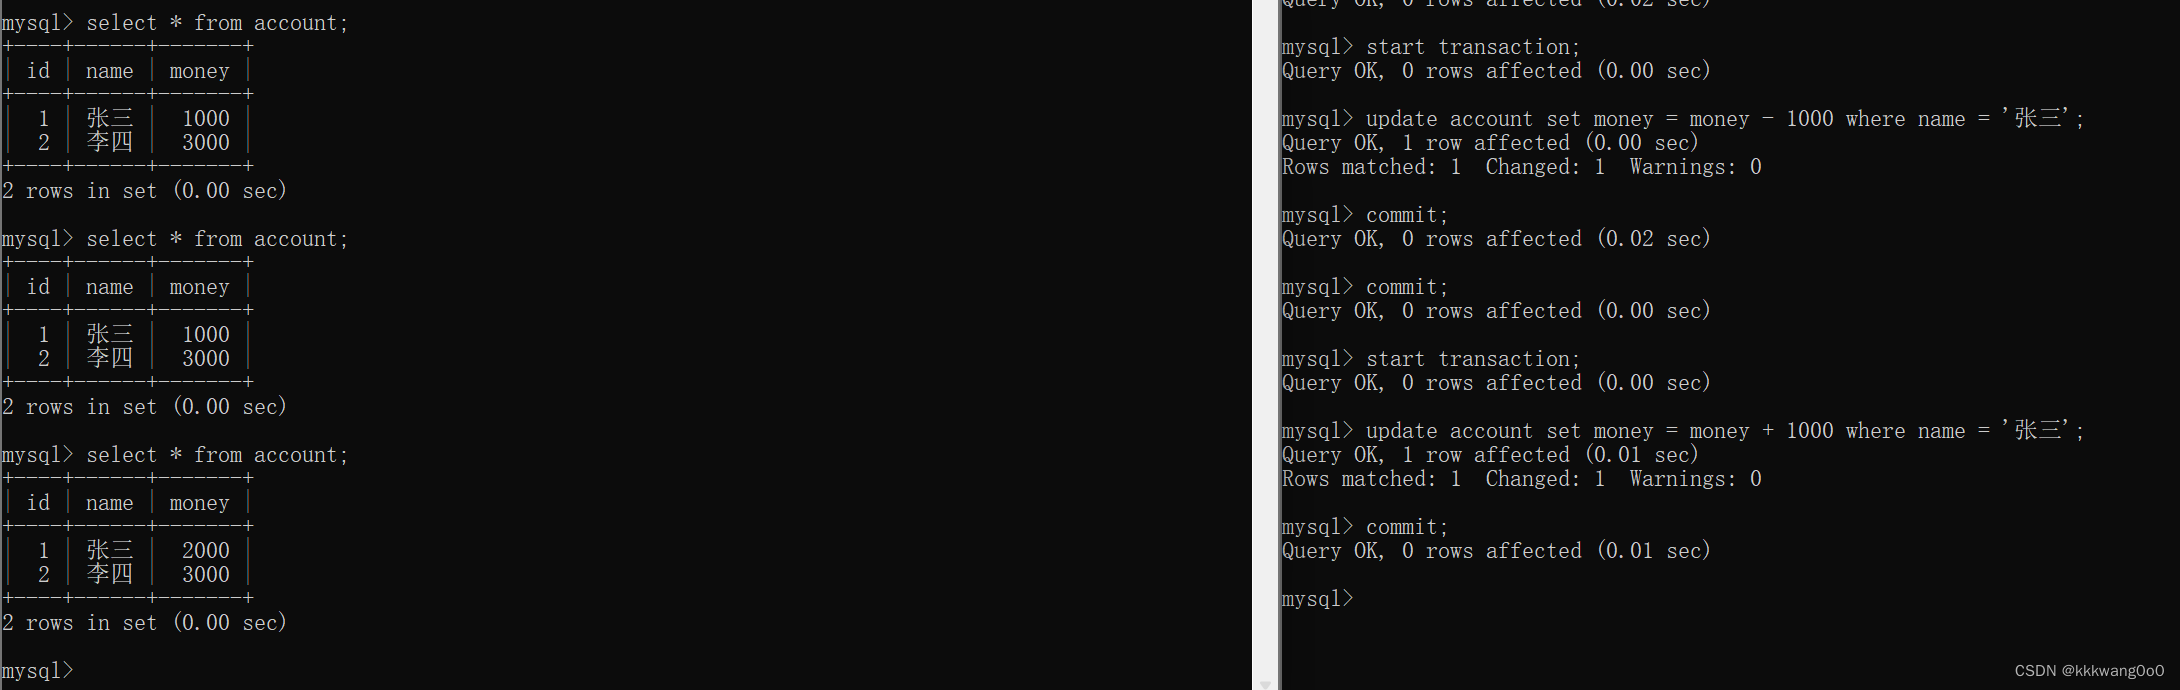 mysql> select * from account;
+----+------+-------+
| id | name | money |
+----+------+-------+
| 1 | 张三 | 1000 |
| 2 | 李四 | 3000 |
+----+------+-------+
2 rows in set (0.00 sec)
mysql> select * from account;
+----+------+-------+
| id | name | money |
+----+------+-------+
| 1 | 张三 | 1000 |
| 2 | 李四 | 3000 |
+----+------+-------+
2 rows in set (0.00 sec)
mysql> select * from account;
+----+------+-------+
| id | name | money |
+----+------+-------+
| 1 | 张三 | 2000 |
| 2 | 李四 | 3000 |
+----+------+-------+
2 rows in set (0.00 sec)
mysql>
Query OK, 0 rows affected (0.02 sec)
mysql> start transaction;
Query OK, 0 rows affected (0.00 sec)
mysql> update account set money = money - 1000 where name = '张三';
Query OK, 1 row affected (0.00 sec)
Rows matched: 1  Changed: 1  Warnings: 0
mysql> commit;
Query OK, 0 rows affected (0.02 sec)
mysql> commit;
Query OK, 0 rows affected (0.00 sec)
mysql> start transaction;
Query OK, 0 rows affected (0.00 sec)
mysql> update account set money = money + 1000 where name = '张三';
Query OK, 1 row affected (0.01 sec)
Rows matched: 1  Changed: 1  Warnings: 0
mysql> commit;
Query OK, 0 rows affected (0.01 sec)
mysql>
CSDN @kkkwang0o0